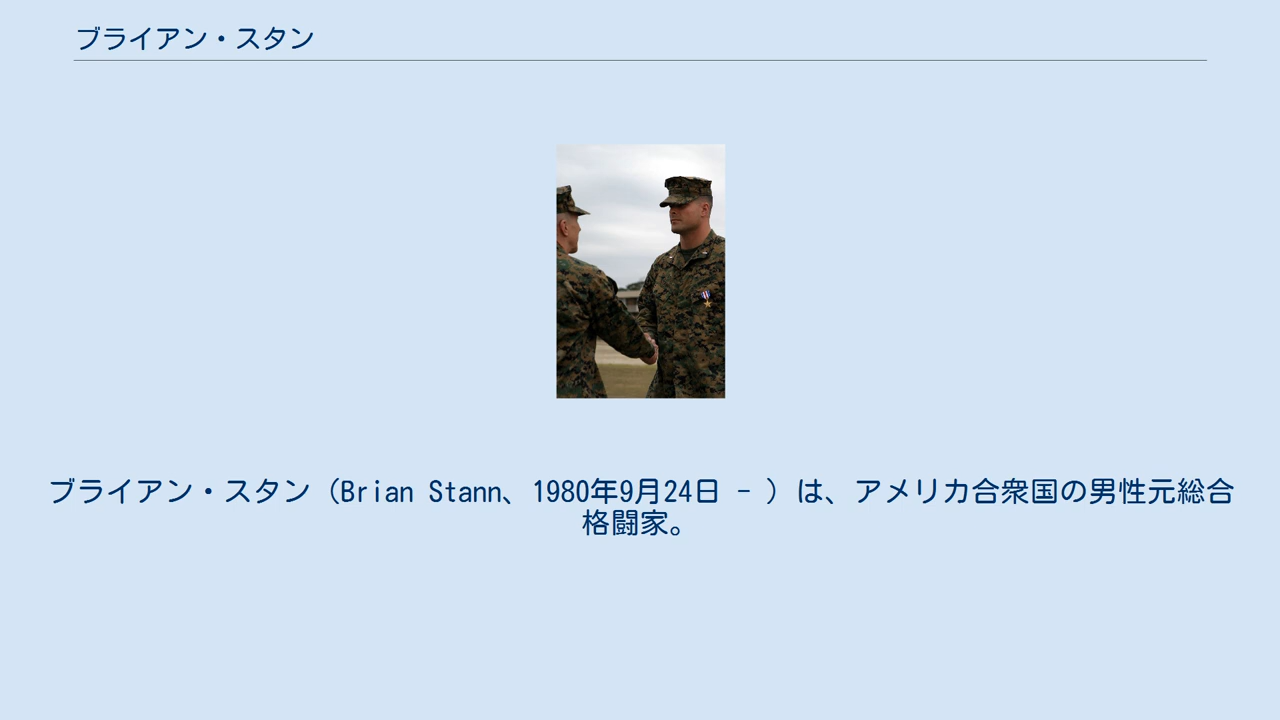 ブライアン・スタン
ブライアン・スタン（Brian Stann、1980年9月24日 - ）は、アメリカ合衆国の男性元総合
格闘家。